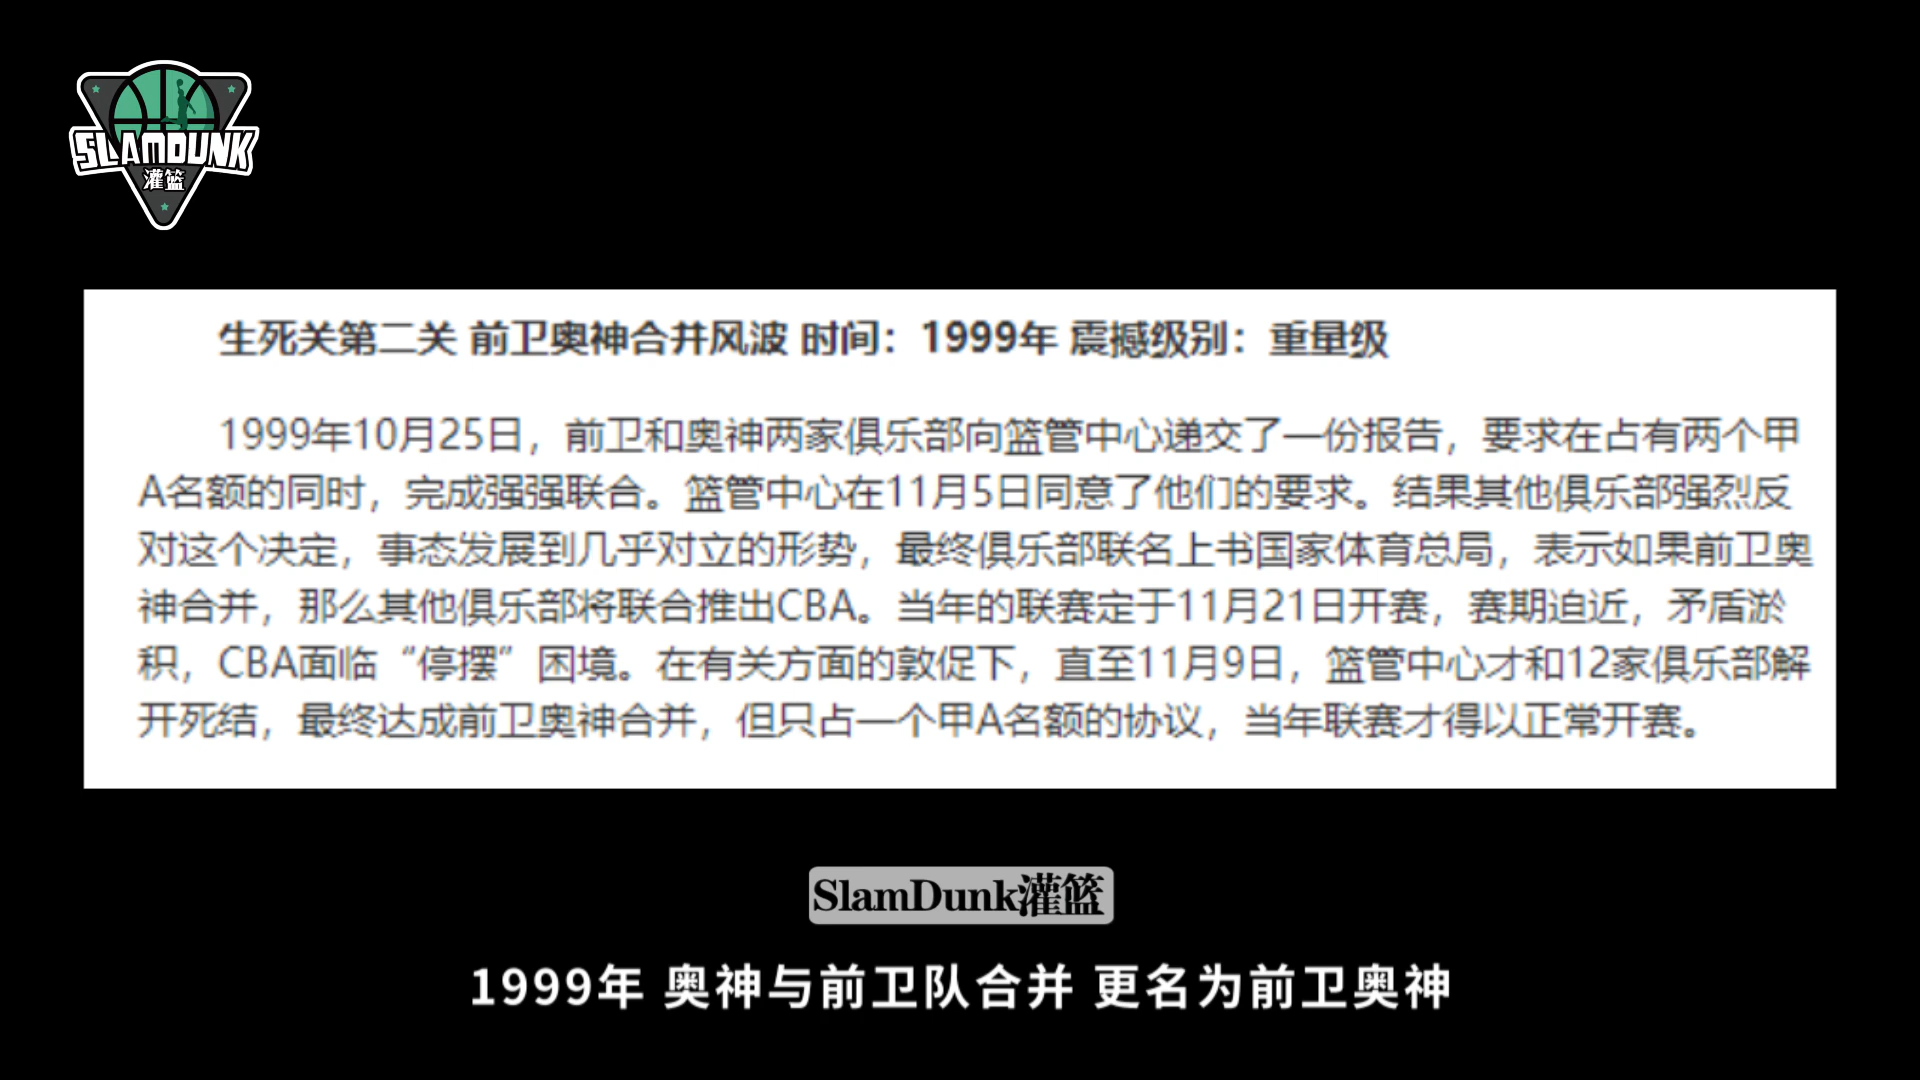 SLAMDUNK
灌篮
生死关第二关 前卫奥神合并风波 时间：1999年 震撼级别：重量级
1999年10月25日，前卫和奥神两家俱乐部向篮管中心递交了一份报告，要求在占有两个甲
A名额的同时，完成强强联合。篮管中心在11月5日同意了他们的要求。结果其他俱乐部强烈反
对这个决定，事态发展到几乎对立的形势，最终俱乐部联名上书国家体育总局，表示如果前卫奥
神合并，那么其他俱乐部将联合推出CBA。当年的联赛定于11月21日开赛，赛期迫近，矛盾淤
积，CBA面临“停摆”困境。在有关方面的敦促下，直至11月9日，篮管中心才和12家俱乐部解
开死结，最终达成前卫奥神合并，但只占一个甲A名额的协议，当年联赛才得以正常开赛。
SlamDunk灌篮
1999年 奥神与前卫队合并 更名为前卫奥神